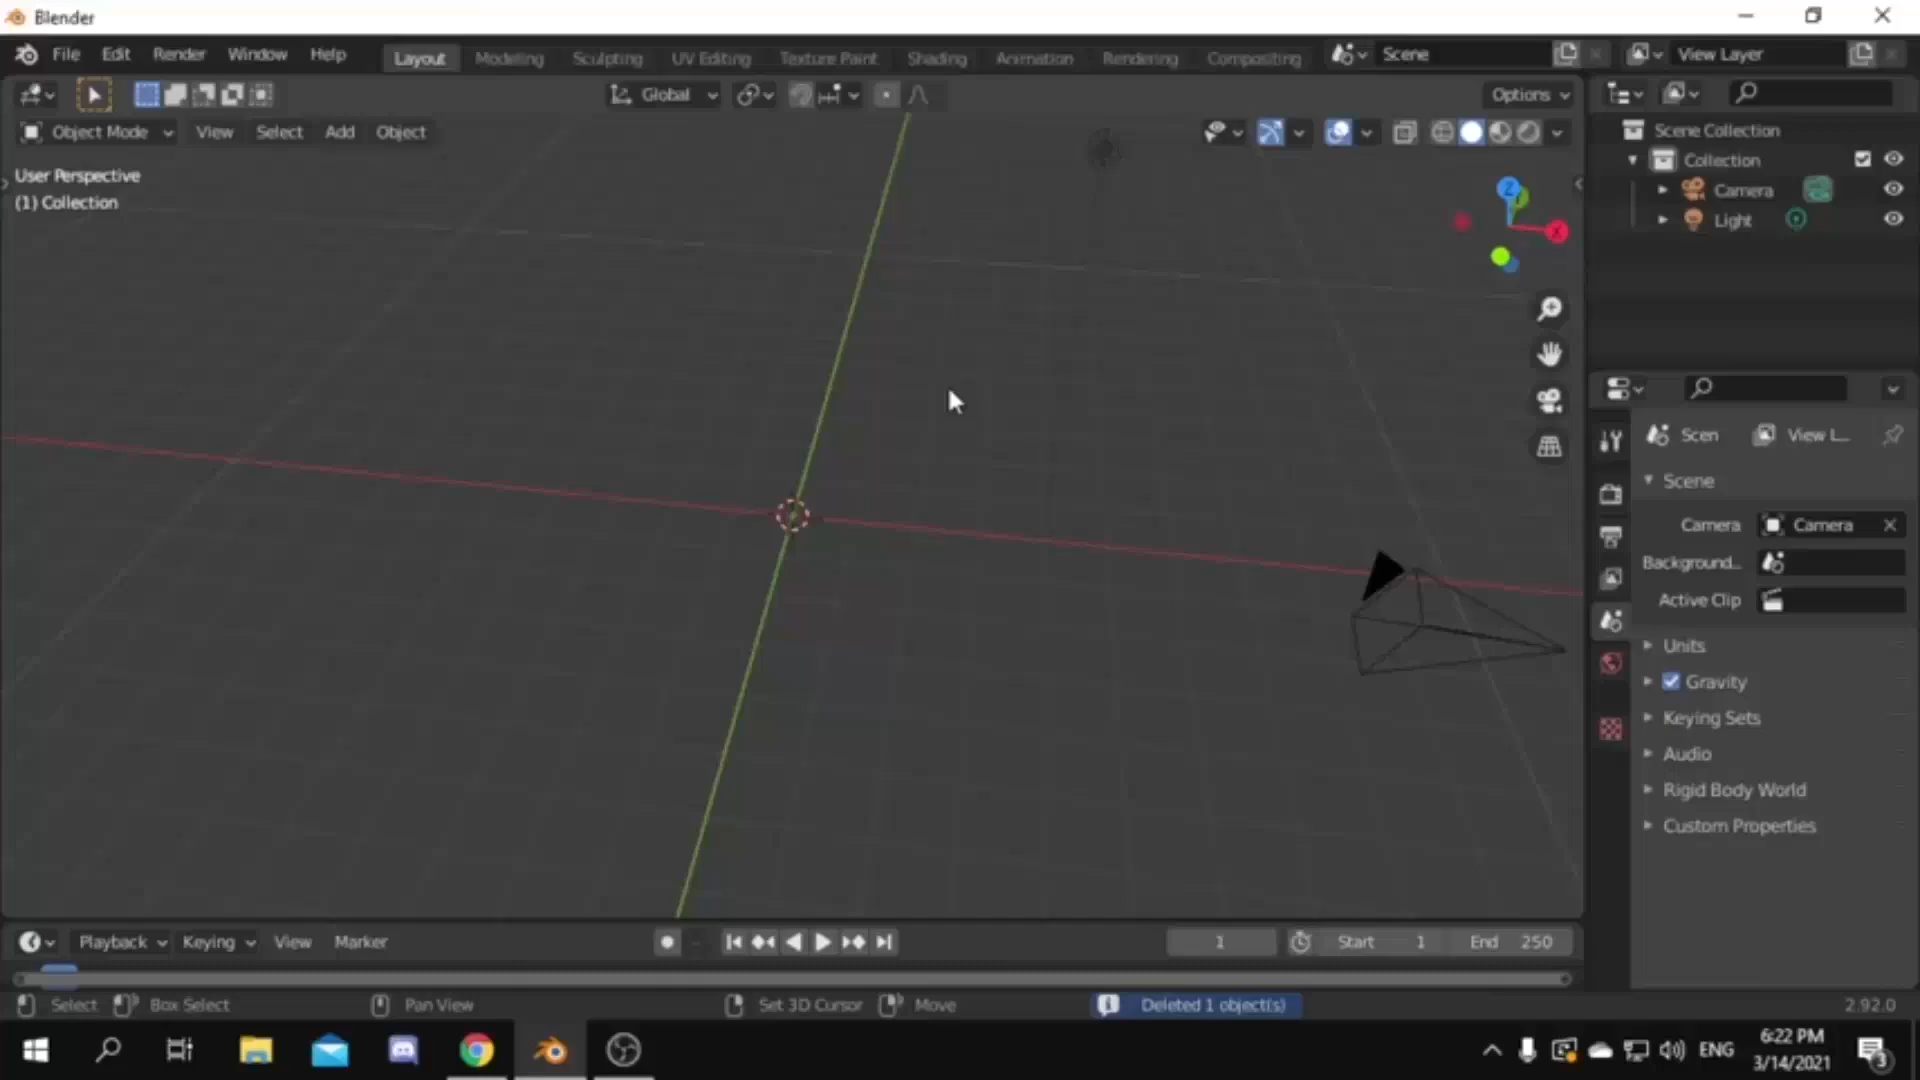 Blender
File Edit Render Window Help Layout Modeling Sculpting UV Editing Texture Paint Shading Animation Rendering Compositing Scene View Layer
Global Options
Object Mode View Select Add Object
User Perspective
(1) Collection
Z
X
Scene Collection
Collection
Camera
Light
Scen View L...
Scene
Camera Camera
Background...
Active Clip
Units
Gravity
Keying Sets
Audio
Rigid Body World
Custom Properties
Playback Keying View Marker 1 Start 1 End 250
Select Box Select Pan View Set 3D Cursor Move Deleted 1 object(s) 2.92.0
ENG
6:22 PM
3/14/2021
3